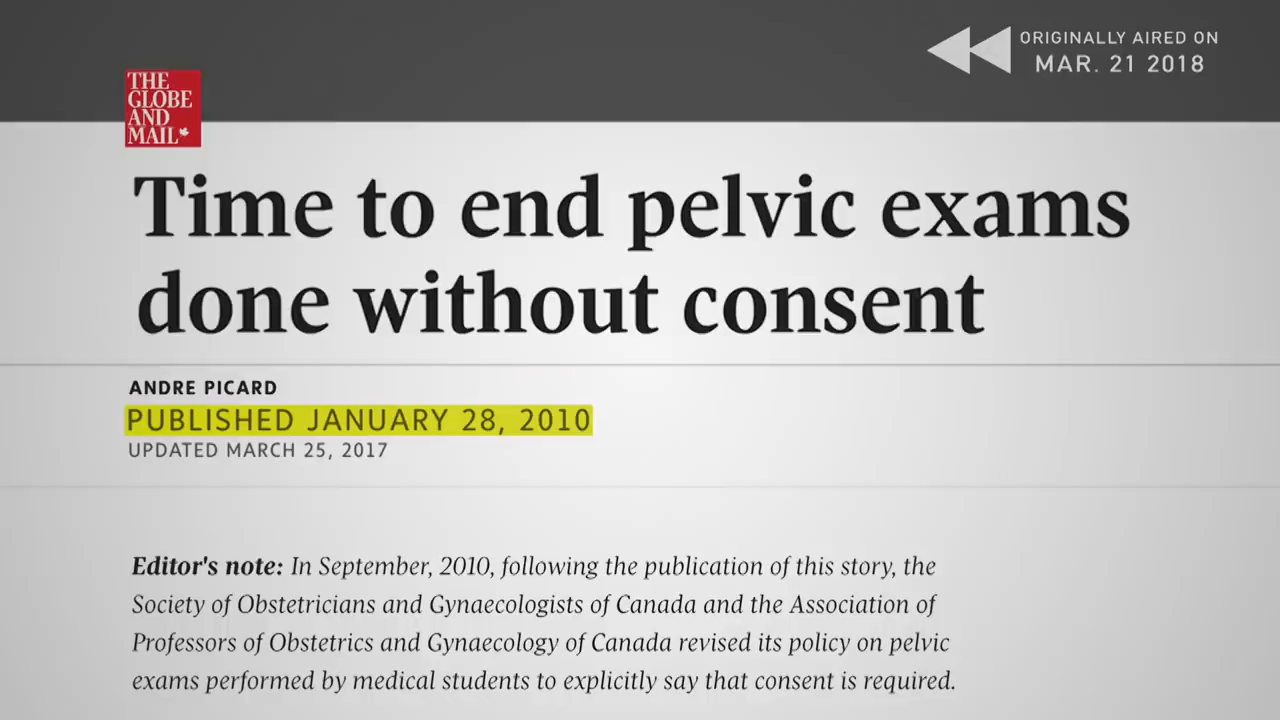 ORIGINALLY AIRED ON
MAR. 21 2018
THE
GLOBE
AND
MAIL
Time to end pelvic exams
done without consent
ANDRE PICARD
PUBLISHED JANUARY 28, 2010
UPDATED MARCH 25, 2017
Editor's note: In September, 2010, following the publication of this story, the
Society of Obstetricians and Gynaecologists of Canada and the Association of
Professors of Obstetrics and Gynaecology of Canada revised its policy on pelvic
exams performed by medical students to explicitly say that consent is required.